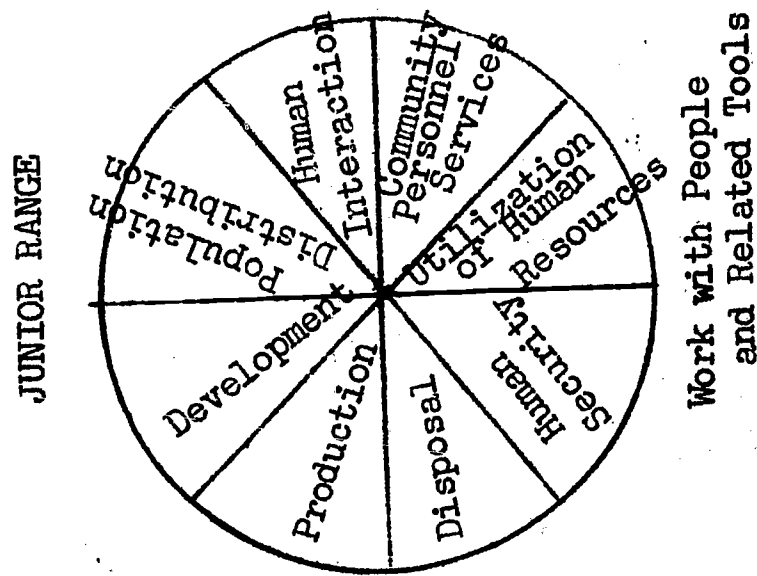 JUNIOR RANGE
Human
Interaction
Community
Personnel
Services
Utilization
of Human
Resources
Human
Security
Disposal
Production
Development
Population
Distribution
Work with People
and Related Tools